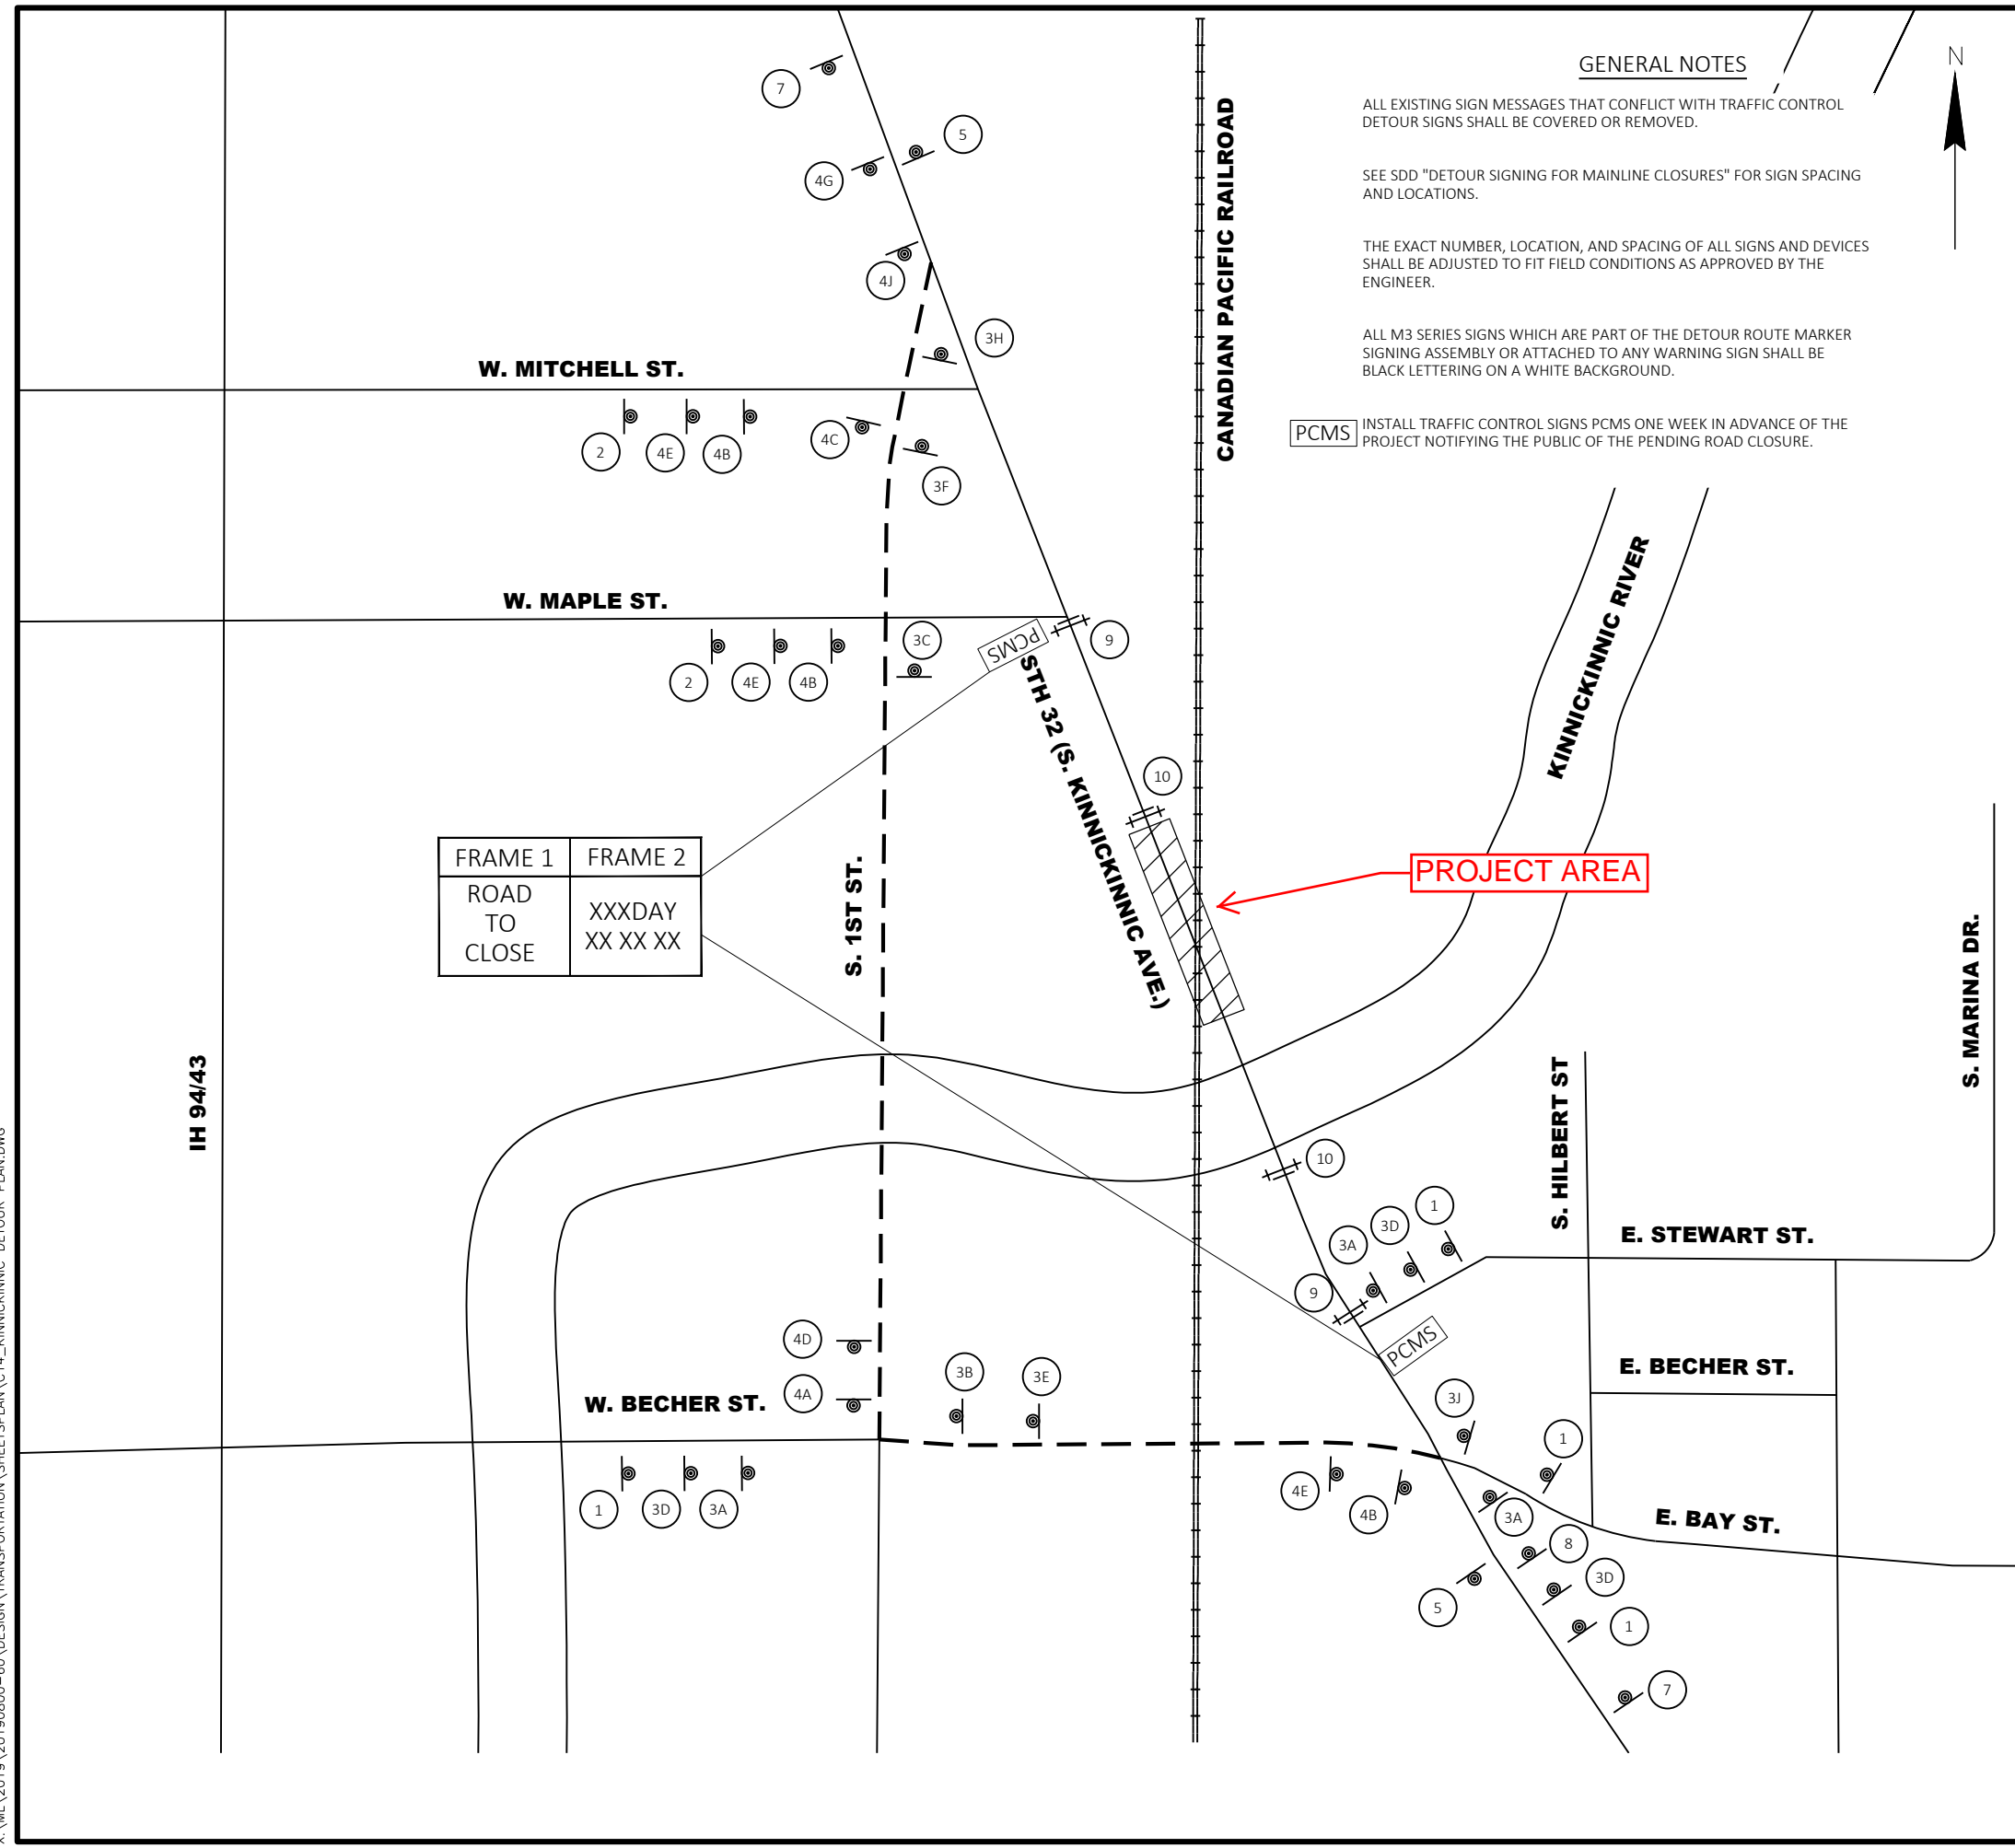 GENERAL NOTES
N
ALL EXISTING SIGN MESSAGES THAT CONFLICT WITH TRAFFIC CONTROL
DETOUR SIGNS SHALL BE COVERED OR REMOVED.
SEE SDD "DETOUR SIGNING FOR MAINLINE CLOSURES" FOR SIGN SPACING
AND LOCATIONS.
THE EXACT NUMBER, LOCATION, AND SPACING OF ALL SIGNS AND DEVICES
SHALL BE ADJUSTED TO FIT FIELD CONDITIONS AS APPROVED BY THE
ENGINEER.
ALL M3 SERIES SIGNS WHICH ARE PART OF THE DETOUR ROUTE MARKER
SIGNING ASSEMBLY OR ATTACHED TO ANY WARNING SIGN SHALL BE
BLACK LETTERING ON A WHITE BACKGROUND.
PCMS
INSTALL TRAFFIC CONTROL SIGNS PCMS ONE WEEK IN ADVANCE OF THE
PROJECT NOTIFYING THE PUBLIC OF THE PENDING ROAD CLOSURE.
7
5
4G
4J
3H
CANADIAN PACIFIC RAILROAD
W. MITCHELL ST.
2
4E
4B
4C
3F
W. MAPLE ST.
2
4E
4B
3C
PCMS
9
STH 32 (S. KINNICKINNIC AVE.)
KINNICKINNIC RIVER
10
PROJECT AREA
FRAME 1
FRAME 2
ROAD
TO
CLOSE
XXXDAY
XX XX XX
S. 1ST ST.
IH 94/43
S. MARINA DR.
S. HILBERT ST
10
1
3D
3A
9
E. STEWART ST.
PCMS
E. BECHER ST.
4D
4A
3B
3E
W. BECHER ST.
1
3D
3A
3J
1
4E
4B
3A
8
3D
E. BAY ST.
5
1
7